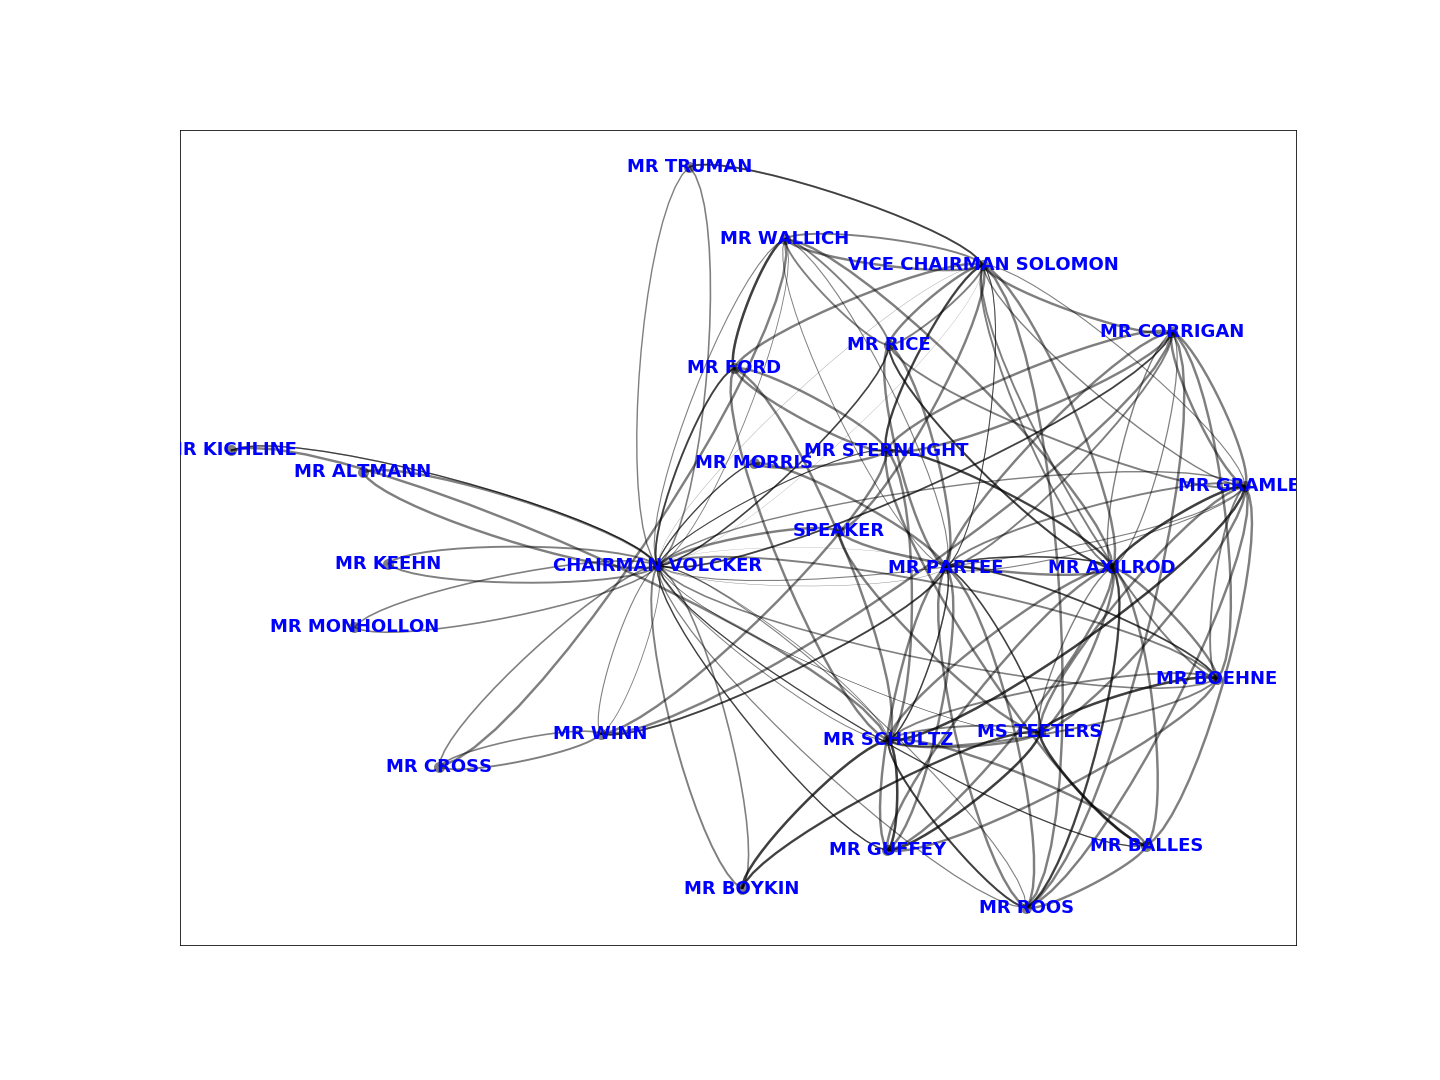 MR TRUMAN
MR WALLICH
VICE CHAIRMAN SOLOMON
MR CORRIGAN
MR RICE
MR FORD
IR KICHLINE
MR STERNLIGHT
MR MORRIS
MR ALTMANN
MR GRAMLE
SPEAKER
MR KEEHN
CHAIRMAN VOLCKER
MR PARTEE
MR AXILROD
MR MONHOLLON
MR BOEHNE
MR WINN
MS TEETERS
MR SCHULTZ
MR CROSS
MR BALLES
MR GUFFEY
MR BOYKIN
MR ROOS